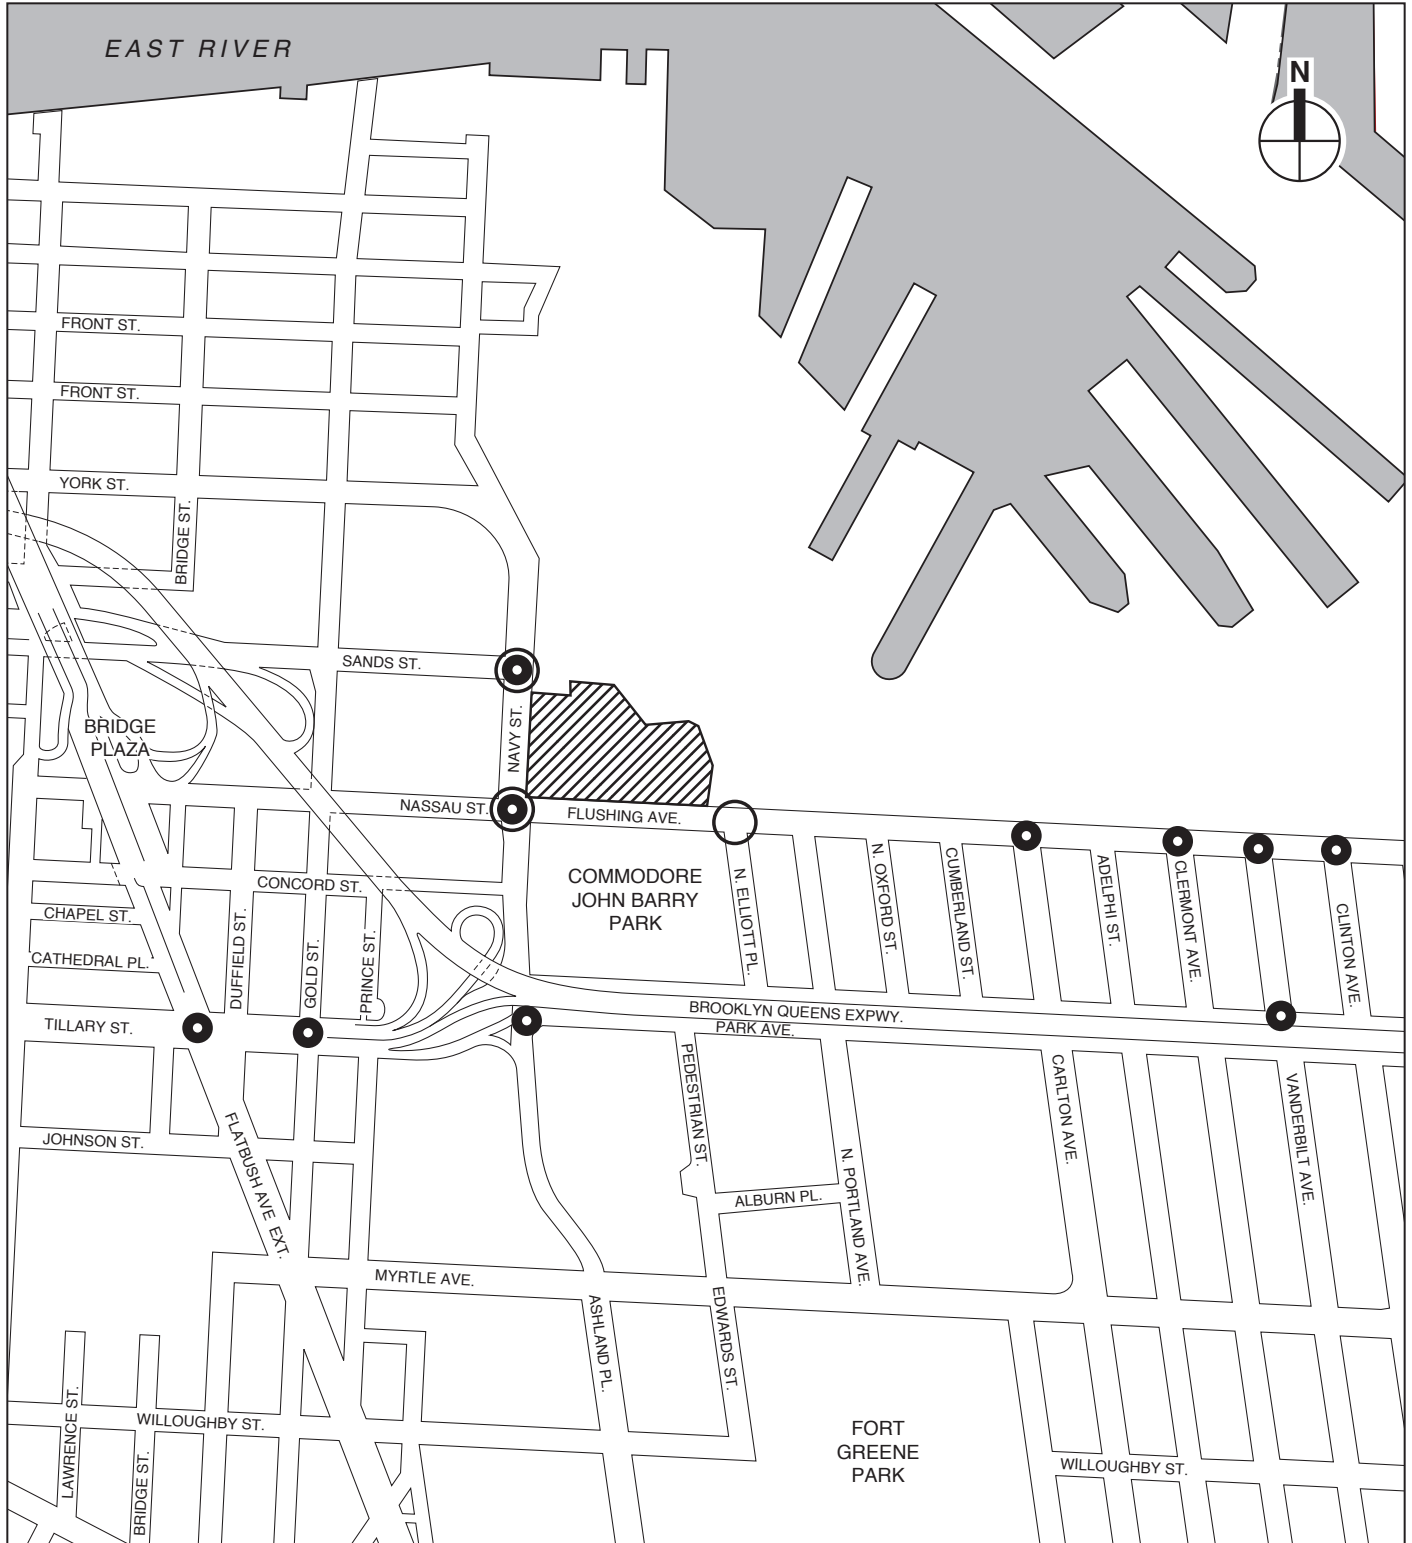 EAST RIVER
N
FRONT ST.
FRONT ST.
YORK ST.
BRIDGE ST.
SANDS ST.
NAVY ST.
BRIDGE
PLAZA
NASSAU ST.
FLUSHING AVE.
COMMODORE
JOHN BARRY
PARK
N. ELLIOTT PL.
N. OXFORD ST.
CUMBERLAND ST.
ADELPHI ST.
CLERMONT AVE.
CLINTON AVE.
CONCORD ST.
CHAPEL ST.
CATHEDRAL PL.
DUFFIELD ST.
GOLD ST.
PRINCE ST.
TILLARY ST.
BROOKLYN QUEENS EXPWY.
PARK AVE.
PEDESTRIAN ST.
CARLTON AVE.
VANDERBILT AVE.
JOHNSON ST.
FLATBUSH AVE EXT.
ALBURN PL.
N. PORTLAND AVE.
MYRTLE AVE.
ASHLAND PL.
EDWARDS ST.
LAWRENCE ST.
BRIDGE ST.
WILLOUGHBY ST.
FORT
GREENE
PARK
WILLOUGHBY ST.